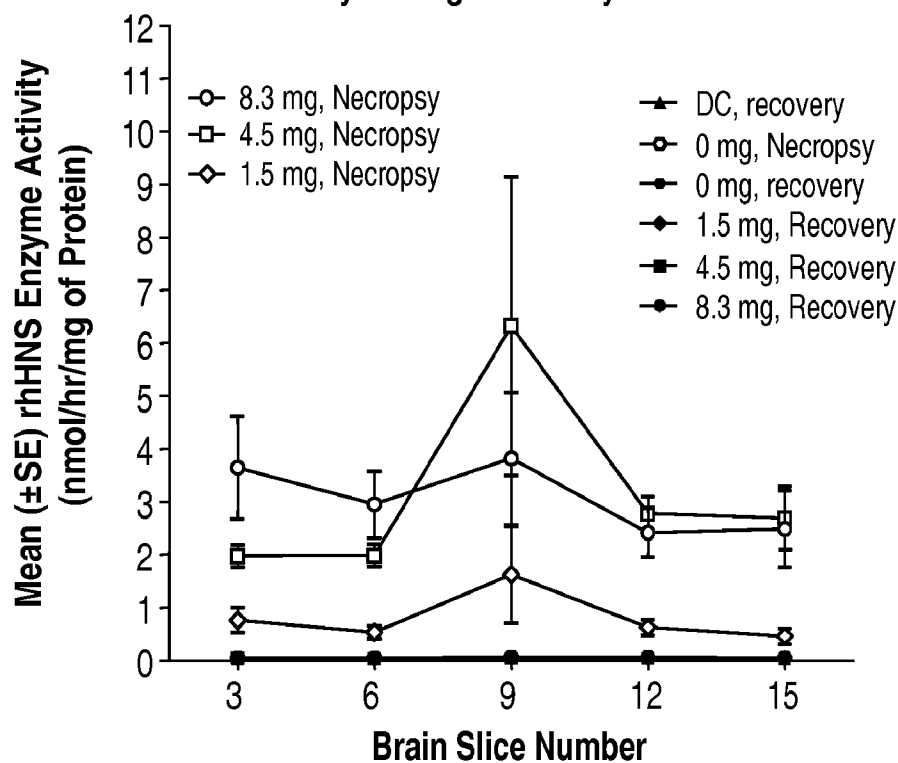 12
11
10
9
8
7
6
5
4
3
2
1
0
Mean (±SE) rhHNS Enzyme Activity
(nmol/hr/mg of Protein)
8.3 mg, Necropsy
4.5 mg, Necropsy
1.5 mg, Necropsy
DC, recovery
0 mg, Necropsy
0 mg, recovery
1.5 mg, Recovery
4.5 mg, Recovery
8.3 mg, Recovery
3 6 9 12 15
Brain Slice Number